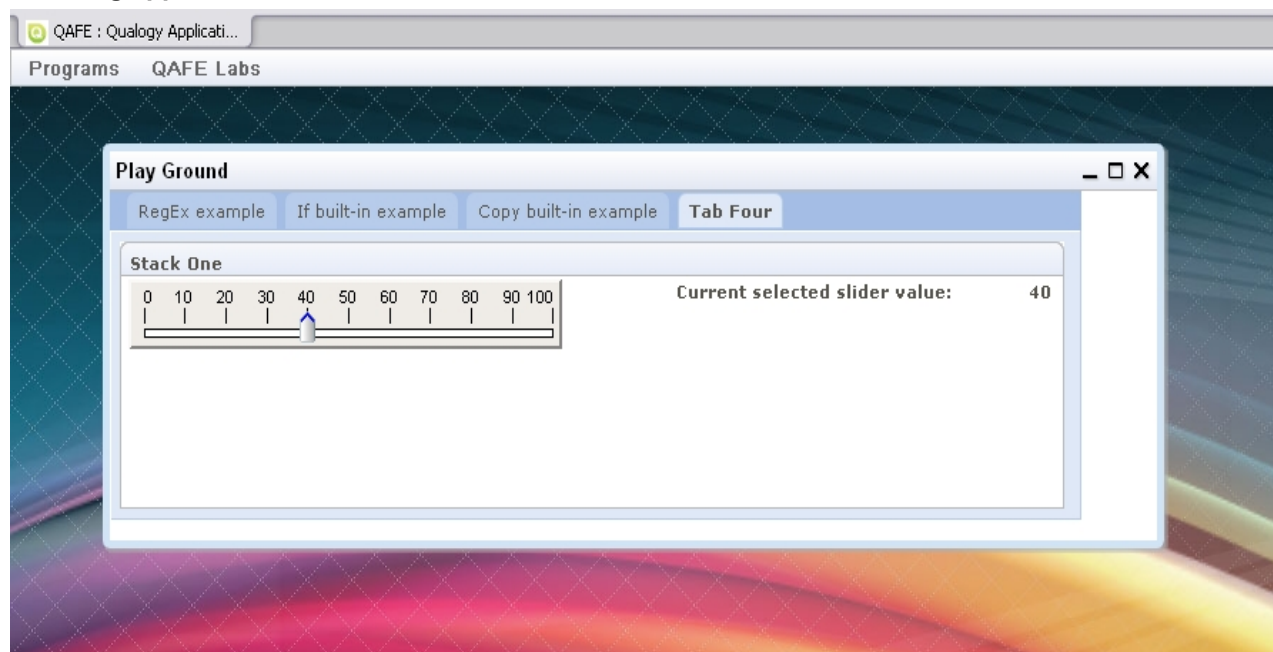 QAFE : Qualogy Applicati...
Programs QAFE Labs
Play Ground
RegEx example If built-in example Copy built-in example Tab Four
Stack One
0 10 20 30 40 50 60 70 80 90 100 Current selected slider value: 40